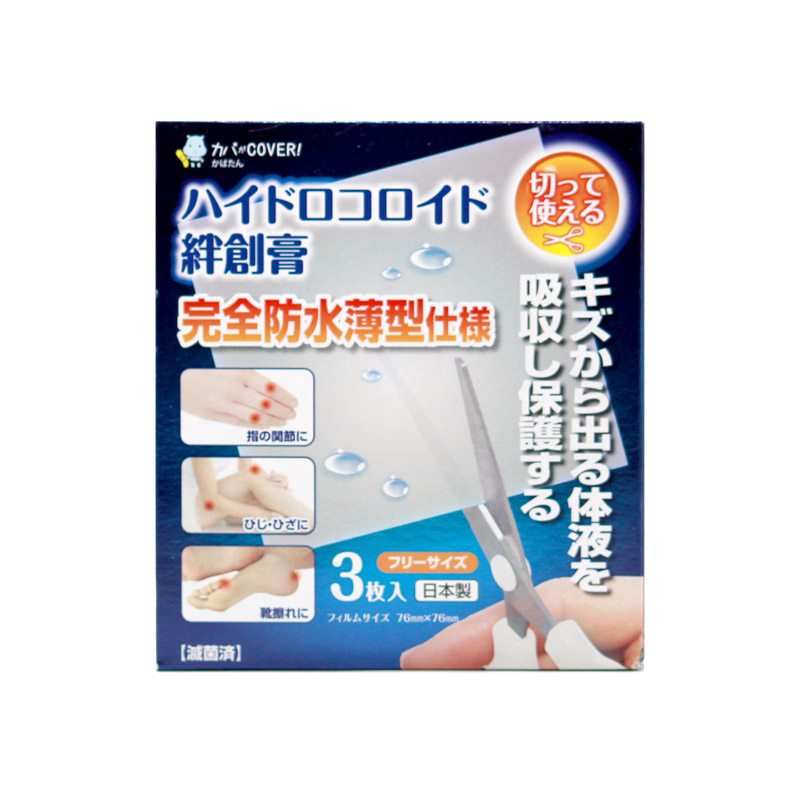 カバがCOVER!
かばたん
ハイドロコロイド
絆創膏
完全防水薄型仕様
切って
使える
キズから出る体液を
吸収し保護する
指の関節に
ひじ・ひざに
靴擦れに
フリーサイズ
3枚入 日本製
フィルムサイズ 76mm×76mm
【滅菌済】